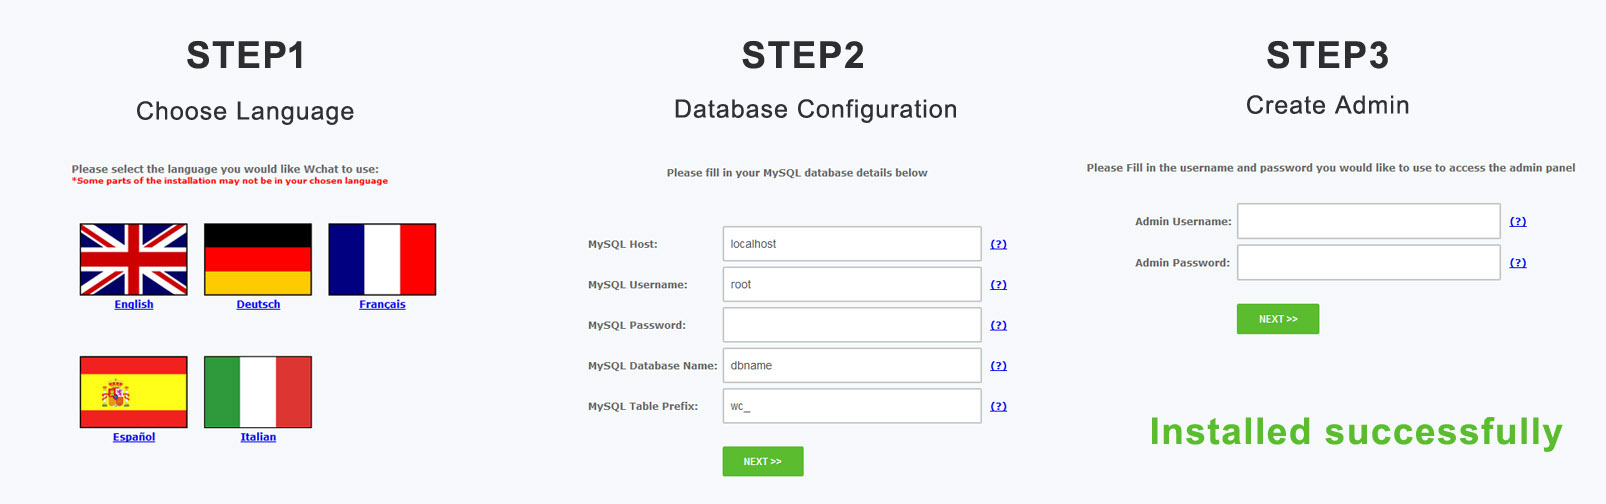 STEP1
Choose Language
Please select the language you would like Wchat to use:
*Some parts of the installation may not be in your chosen language
English
Deutsch
Français
Español
Italian
STEP2
Database Configuration
Please fill in your MySQL database details below
MySQL Host: localhost (?)
MySQL Username: root (?)
MySQL Password: (?)
MySQL Database Name: dbname (?)
MySQL Table Prefix: wc_ (?)
NEXT >>
STEP3
Create Admin
Please Fill in the username and password you would like to use to access the admin panel
Admin Username: (?)
Admin Password: (?)
NEXT >>
Installed successfully